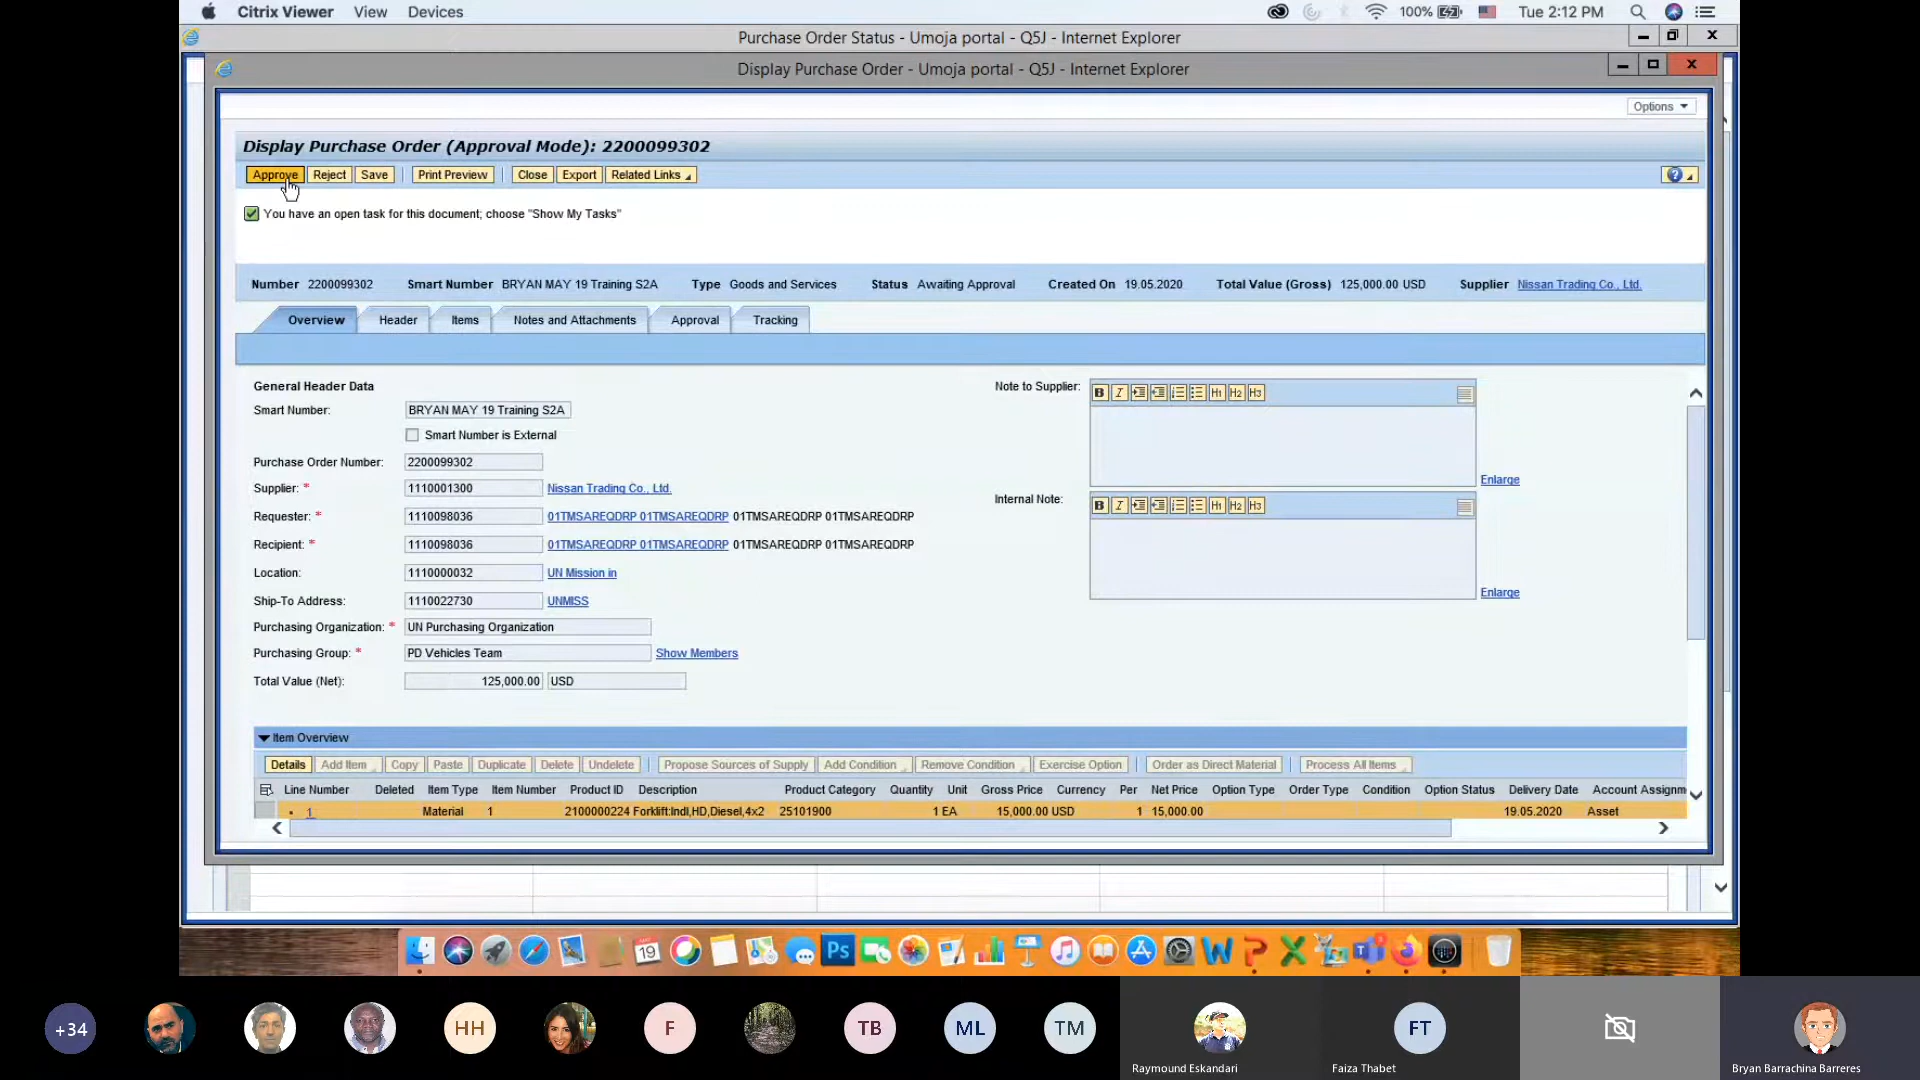 Citrix Viewer View Devices 100% Tue 2:12 PM
Purchase Order Status - Umoja portal - Q5J - Internet Explorer
Display Purchase Order - Umoja portal - Q5J - Internet Explorer
Options
Display Purchase Order (Approval Mode): 2200099302
Approve Reject Save Print Preview Close Export Related Links
You have an open task for this document; choose "Show My Tasks"
Number 2200099302 Smart Number BRYAN MAY 19 Training S2A Type Goods and Services Status Awaiting Approval Created On 19.05.2020 Total Value (Gross) 125,000.00 USD Supplier Nissan Trading Co., Ltd.
Overview Header Items Notes and Attachments Approval Tracking
General Header Data
Smart Number: BRYAN MAY 19 Training S2A
Smart Number is External
Purchase Order Number: 2200099302
Supplier: * 1110001300 Nissan Trading Co., Ltd.
Requester: * 1110098036 01TMSAREQDRP 01TMSAREQDRP 01TMSAREQDRP 01TMSAREQDRP
Recipient: * 1110098036 01TMSAREQDRP 01TMSAREQDRP 01TMSAREQDRP 01TMSAREQDRP
Location: 1110000032 UN Mission in
Ship-To Address: 1110022730 UNMISS
Purchasing Organization: * UN Purchasing Organization
Purchasing Group: * PD Vehicles Team Show Members
Total Value (Net): 125,000.00 USD
Note to Supplier: B I H1 H2 H3
Enlarge
Internal Note: B I H1 H2 H3
Enlarge
Item Overview
Details Add Item Copy Paste Duplicate Delete Undelete Propose Sources of Supply Add Condition Remove Condition Exercise Option Order as Direct Material Process All Items
Line Number Deleted Item Type Item Number Product ID Description Product Category Quantity Unit Gross Price Currency Per Net Price Option Type Order Type Condition Option Status Delivery Date Account Assignm
• 1 Material 1 2100000224 Forklift:Indl,HD,Diesel,4x2 25101900 1 EA 15,000.00 USD 1 15,000.00 19.05.2020 Asset
19 Ps W P X T
+34 HH F TB ML TM FT
Raymound Eskandari Faiza Thabet Bryan Barrachina Barreres